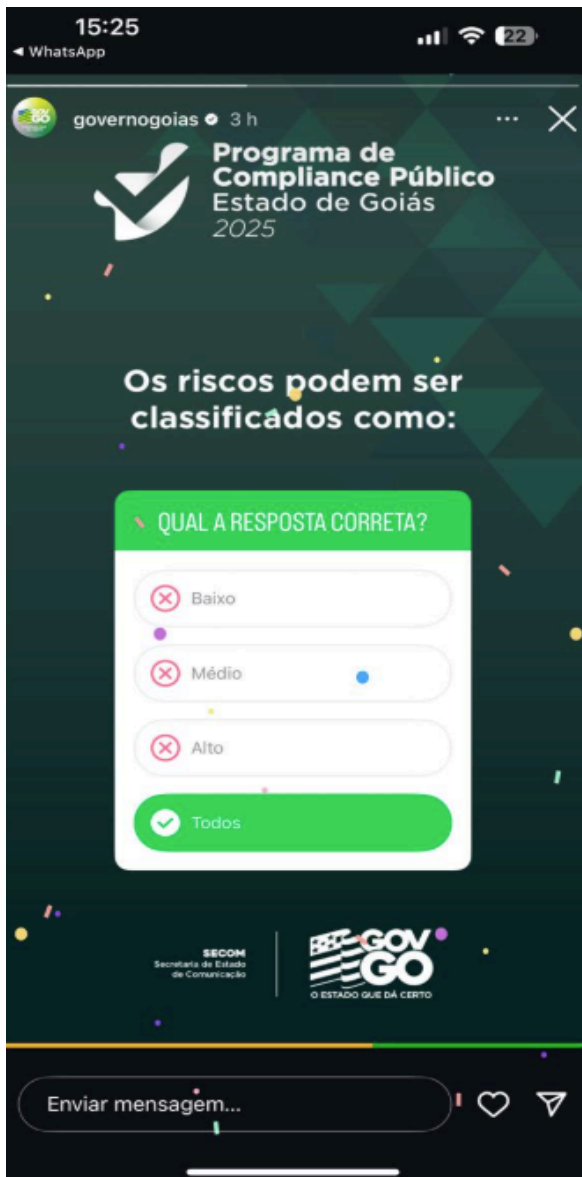 15:25
22
WhatsApp
governogoias 3 h
Programa de
Compliance Público
Estado de Goiás
2025
Os riscos podem ser
classificados como:
QUAL A RESPOSTA CORRETA?
Baixo
Médio
Alto
Todos
SECOM
Secretaria de Estado
de Comunicação
GOV
GO
O ESTADO QUE DÁ CERTO
Enviar mensagem...